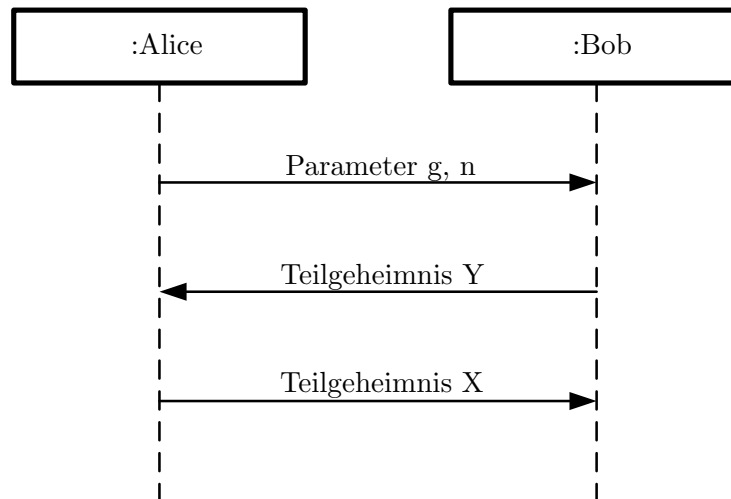 :Alice
:Bob
Parameter g, n
Teilgeheimnis Y
Teilgeheimnis X